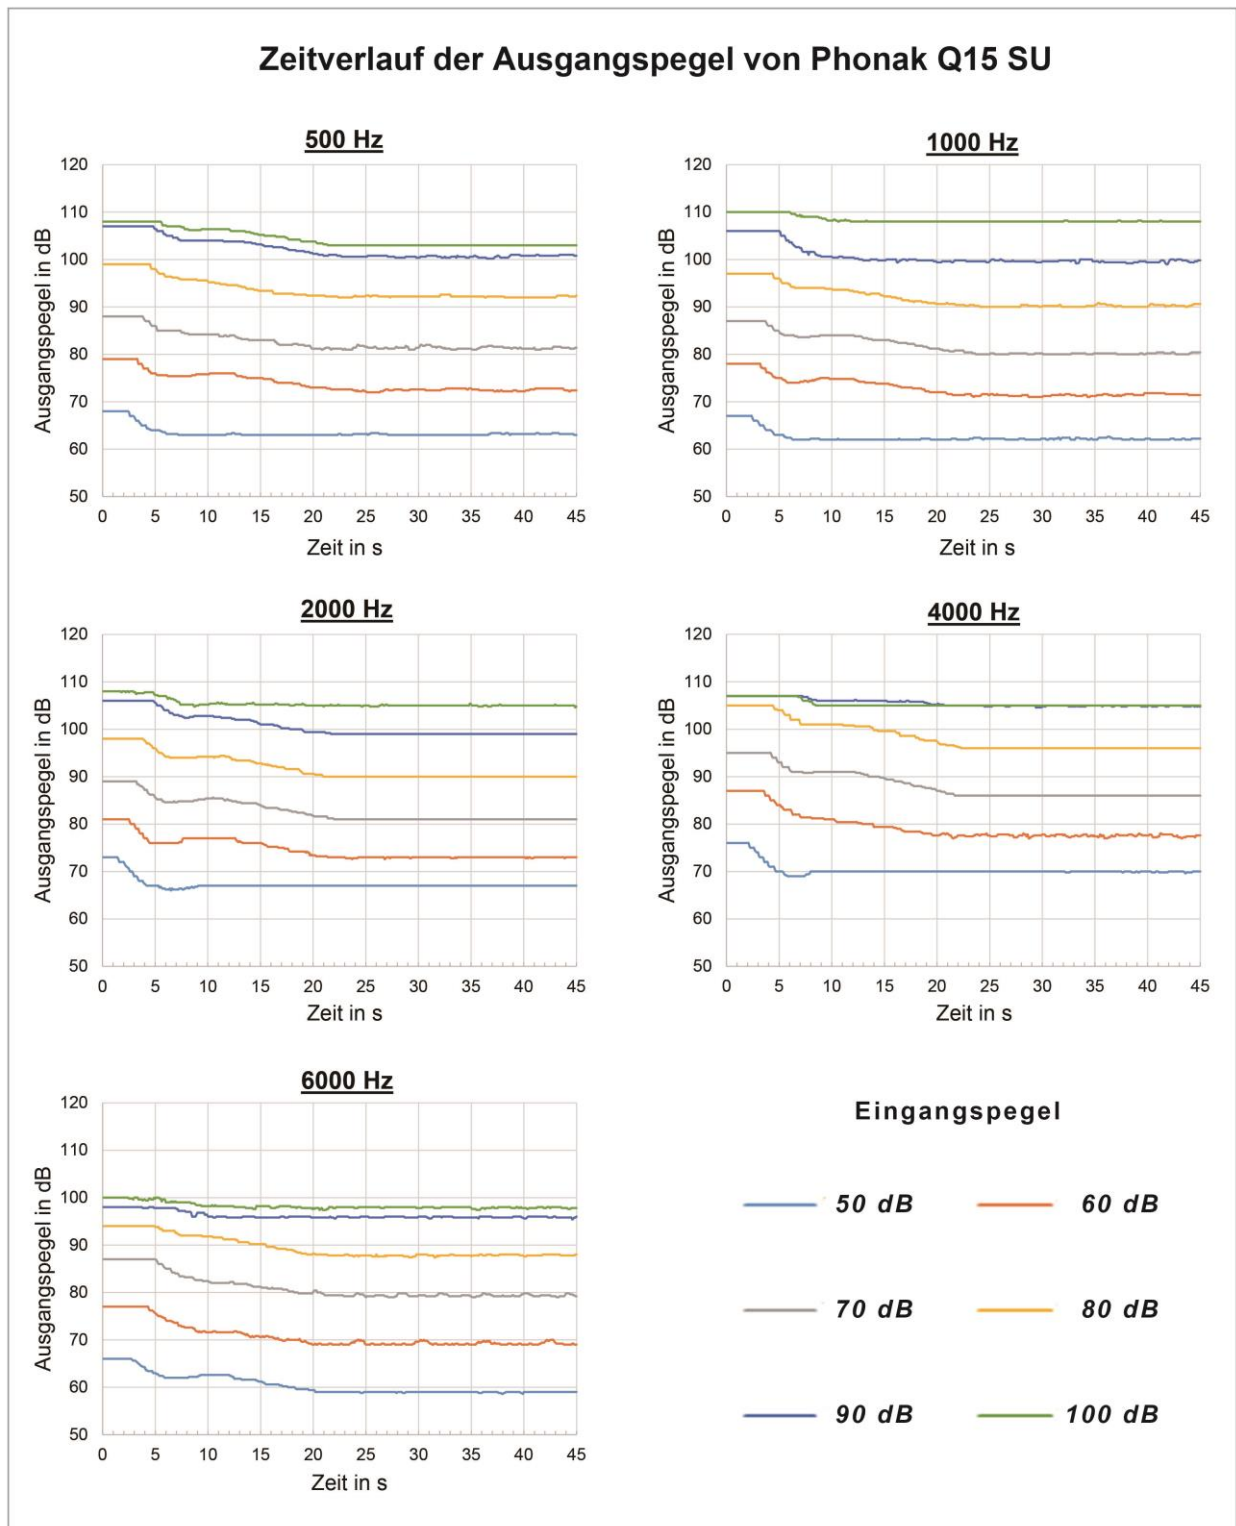 Zeitverlauf der Ausgangspegel von Phonak Q15 SU
500 Hz
Ausgangspegel in dB
120
110
100
90
80
70
60
50
0 5 10 15 20 25 30 35 40 45
Zeit in s
1000 Hz
Ausgangspegel in dB
120
110
100
90
80
70
60
50
0 5 10 15 20 25 30 35 40 45
Zeit in s
2000 Hz
Ausgangspegel in dB
120
110
100
90
80
70
60
50
0 5 10 15 20 25 30 35 40 45
Zeit in s
4000 Hz
Ausgangspegel in dB
120
110
100
90
80
70
60
50
0 5 10 15 20 25 30 35 40 45
Zeit in s
6000 Hz
Ausgangspegel in dB
120
110
100
90
80
70
60
50
0 5 10 15 20 25 30 35 40 45
Zeit in s
Eingangspegel
50 dB 60 dB
70 dB 80 dB
90 dB 100 dB